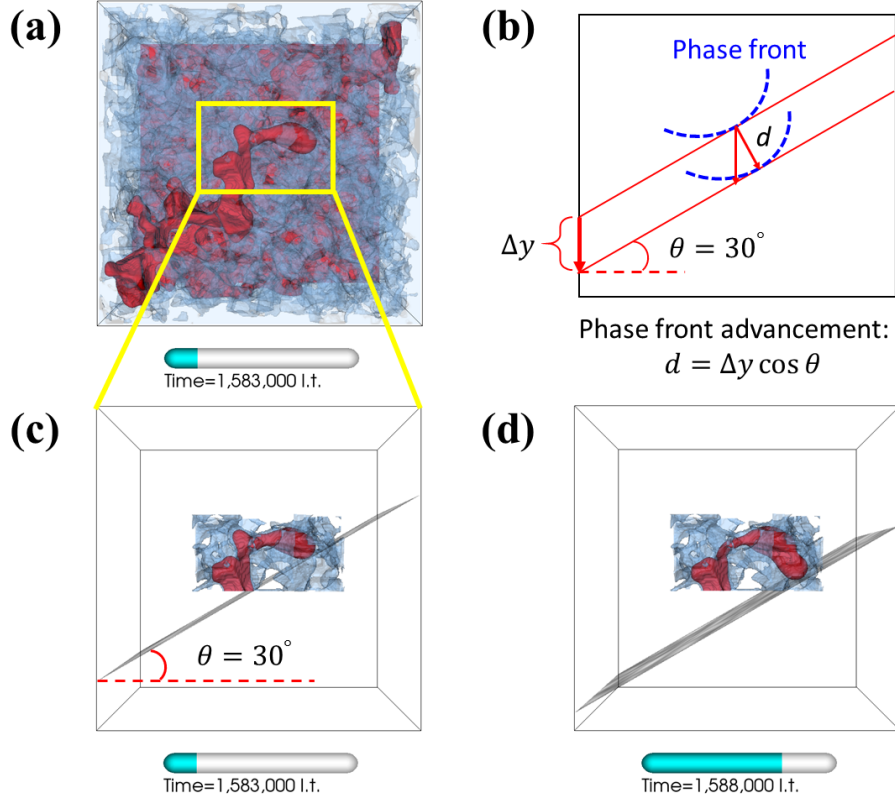 (a)
Time=1,583,000 l.t.
(b)
Phase front
d
Δy
θ = 30°
Phase front advancement:
d = Δy cos θ
(c)
θ = 30°
Time=1,583,000 l.t.
(d)
Time=1,588,000 l.t.